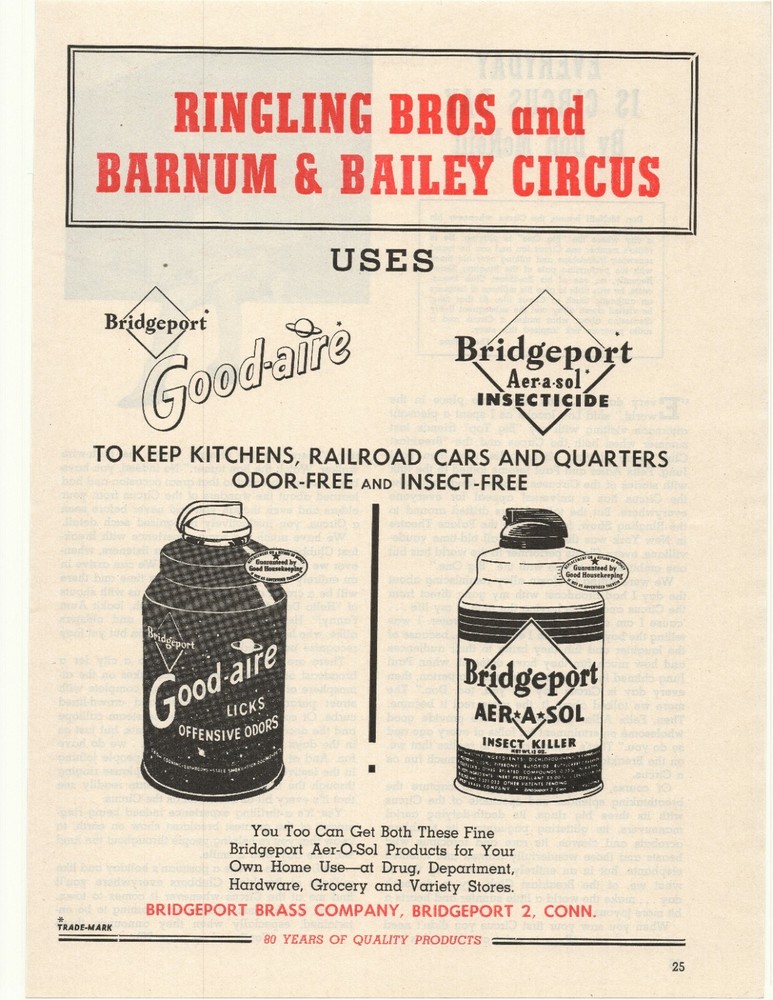 RINGLING BROS and
BARNUM & BAILEY CIRCUS
USES
Bridgeport*
Good-aire*
Bridgeport*
Aer-a-sol*
INSECTICIDE
TO KEEP KITCHENS, RAILROAD CARS AND QUARTERS
ODOR-FREE AND INSECT-FREE
Guaranteed by
Good Housekeeping
Bridgeport
Good-aire
LICKS
OFFENSIVE ODORS
Guaranteed by
Good Housekeeping
Bridgeport
AER★A★SOL
INSECT KILLER
NET WT. 12 OZ.
You Too Can Get Both These Fine
Bridgeport Aer-O-Sol Products for Your
Own Home Use—at Drug, Department,
Hardware, Grocery and Variety Stores.
BRIDGEPORT BRASS COMPANY, BRIDGEPORT 2, CONN.
*
TRADE-MARK
80 YEARS OF QUALITY PRODUCTS
25